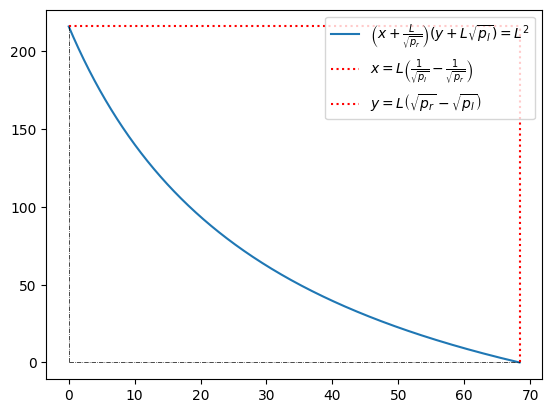 200
150
100
50
0
0 10 20 30 40 50 60 70
(x + L/√p_r)(y + L√p_l) = L²
x = L(1/√p_l − 1/√p_r)
y = L(√p_r − √p_l)